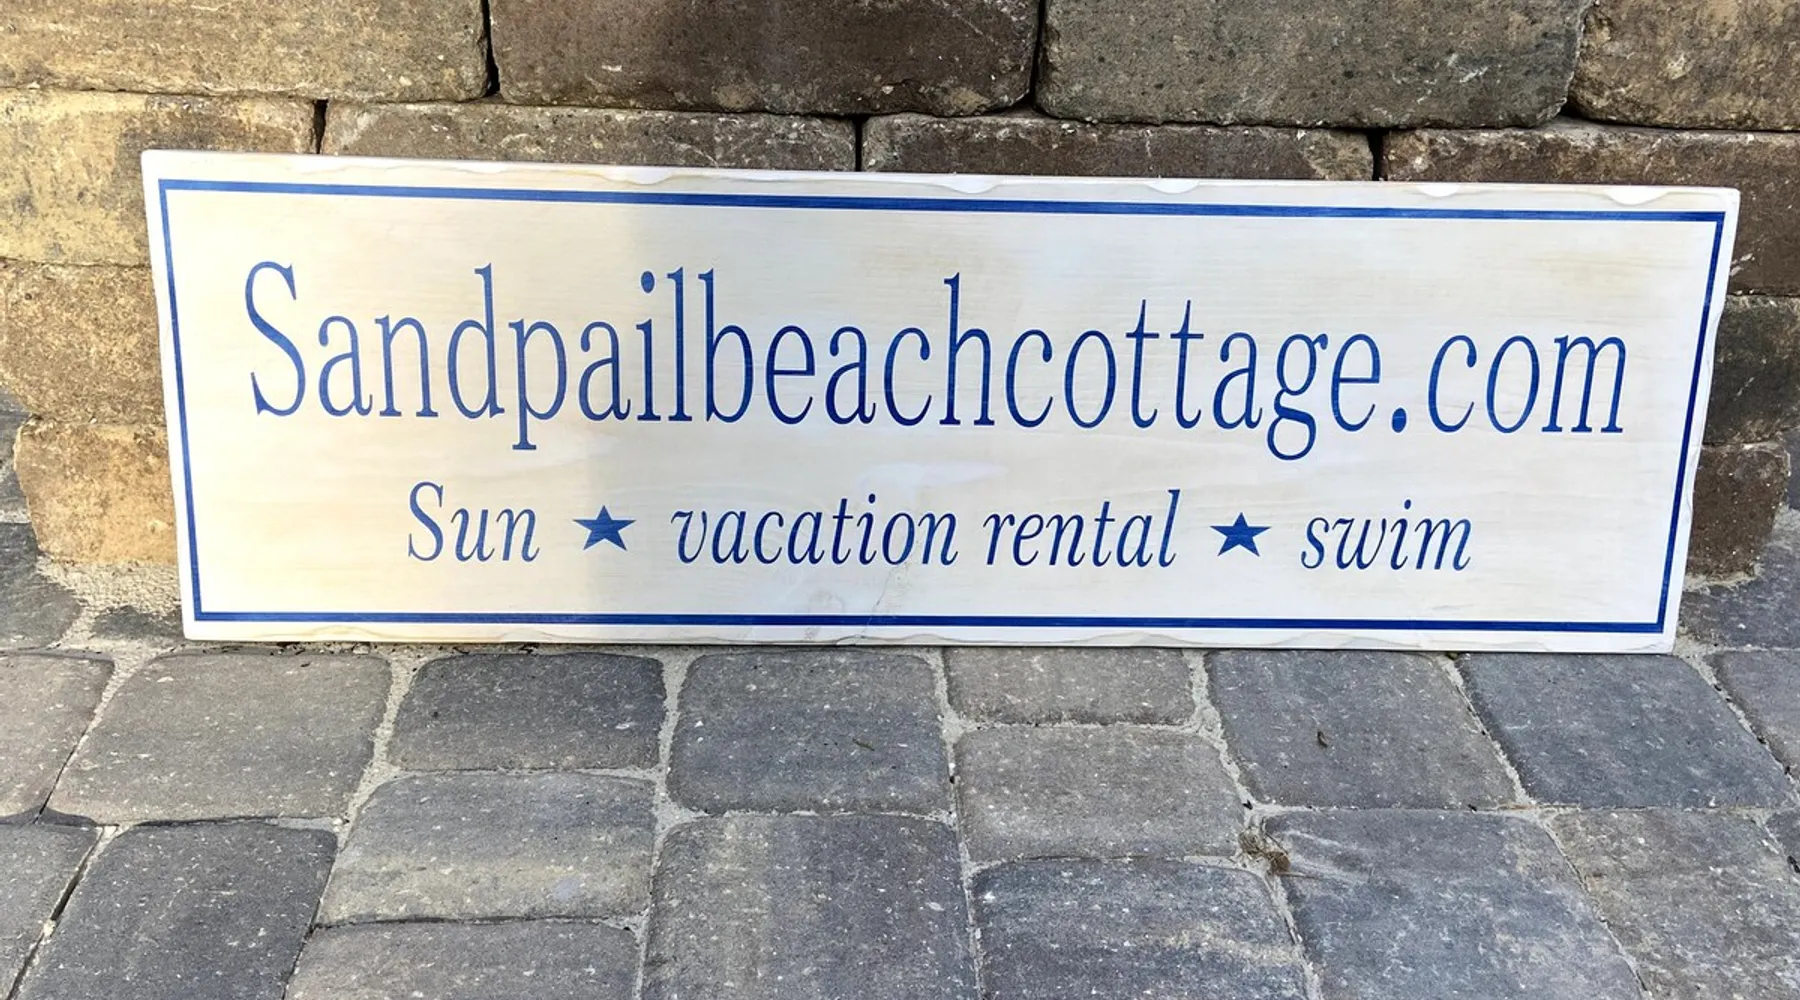 Sandpailbeachcottage.com
Sun ★ vacation rental ★ swim